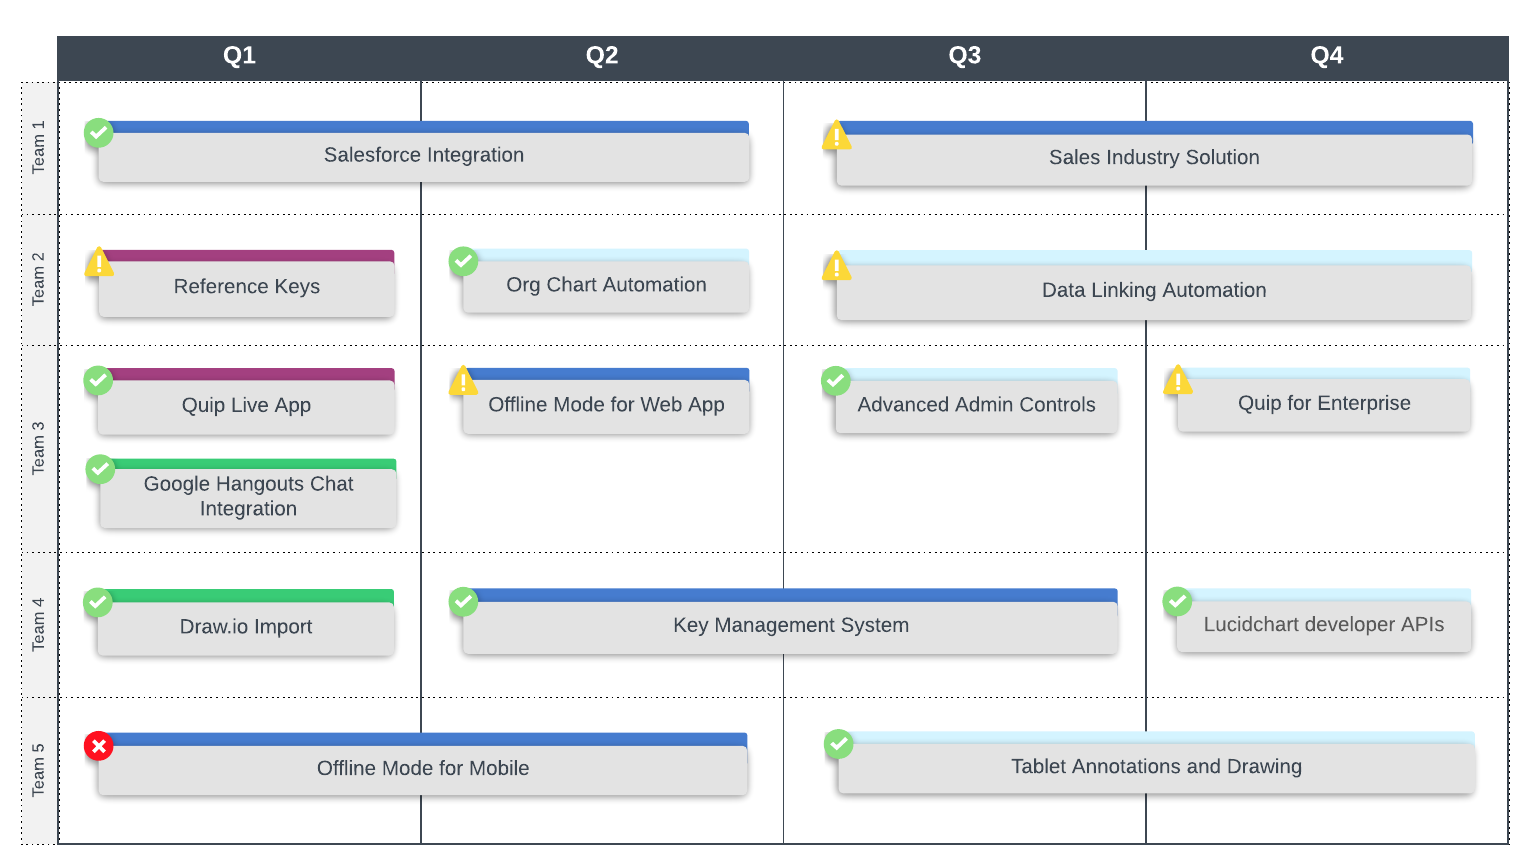 Q1 Q2 Q3 Q4
Team 1
Salesforce Integration
Sales Industry Solution
Team 2
Reference Keys
Org Chart Automation
Data Linking Automation
Team 3
Quip Live App
Offline Mode for Web App
Advanced Admin Controls
Quip for Enterprise
Google Hangouts Chat
Integration
Team 4
Draw.io Import
Key Management System
Lucidchart developer APIs
Team 5
Offline Mode for Mobile
Tablet Annotations and Drawing